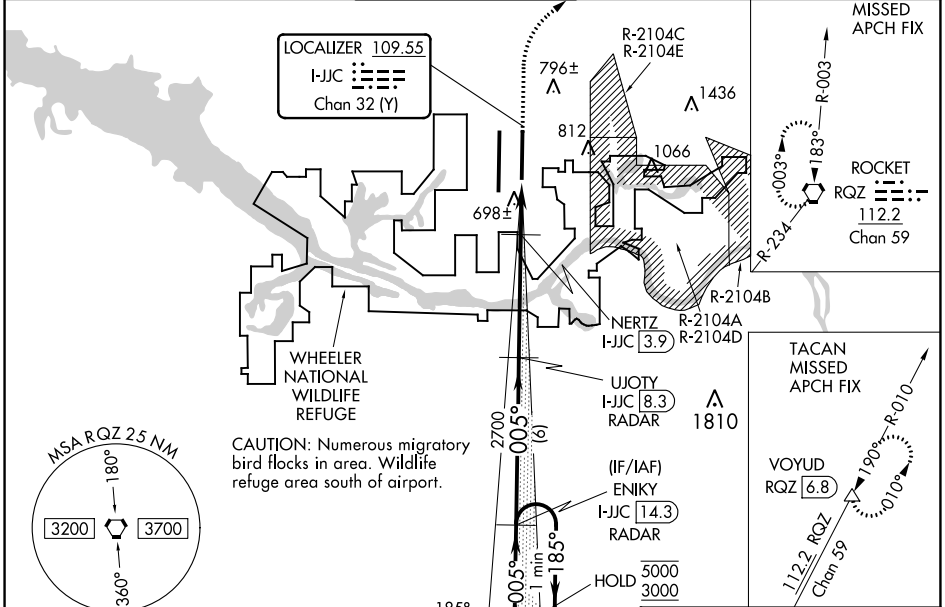 LOCALIZER 109.55
I-JJC
Chan 32 (Y)
R-2104C
R-2104E
796±
1436
812
1066
698±
MISSED
APCH FIX
R-003
183°
003°
ROCKET
RQZ
112.2
Chan 59
R-234
R-2104B
R-2104A
R-2104D
NERTZ
I-JJC 3.9
WHEELER
NATIONAL
WILDLIFE
REFUGE
UJOTY
I-JJC 8.3
RADAR
1810
2700
005°
(6)
TACAN
MISSED
APCH FIX
R-010
190°
010°
VOYUD
RQZ 6.8
112.2 RQZ
Chan 59
CAUTION: Numerous migratory
bird flocks in area. Wildlife
refuge area south of airport.
MSA RQZ 25 NM
180°
3200
3700
360°
(IF/IAF)
ENIKY
I-JJC 14.3
RADAR
005°
1 min
185°
HOLD 5000
3000